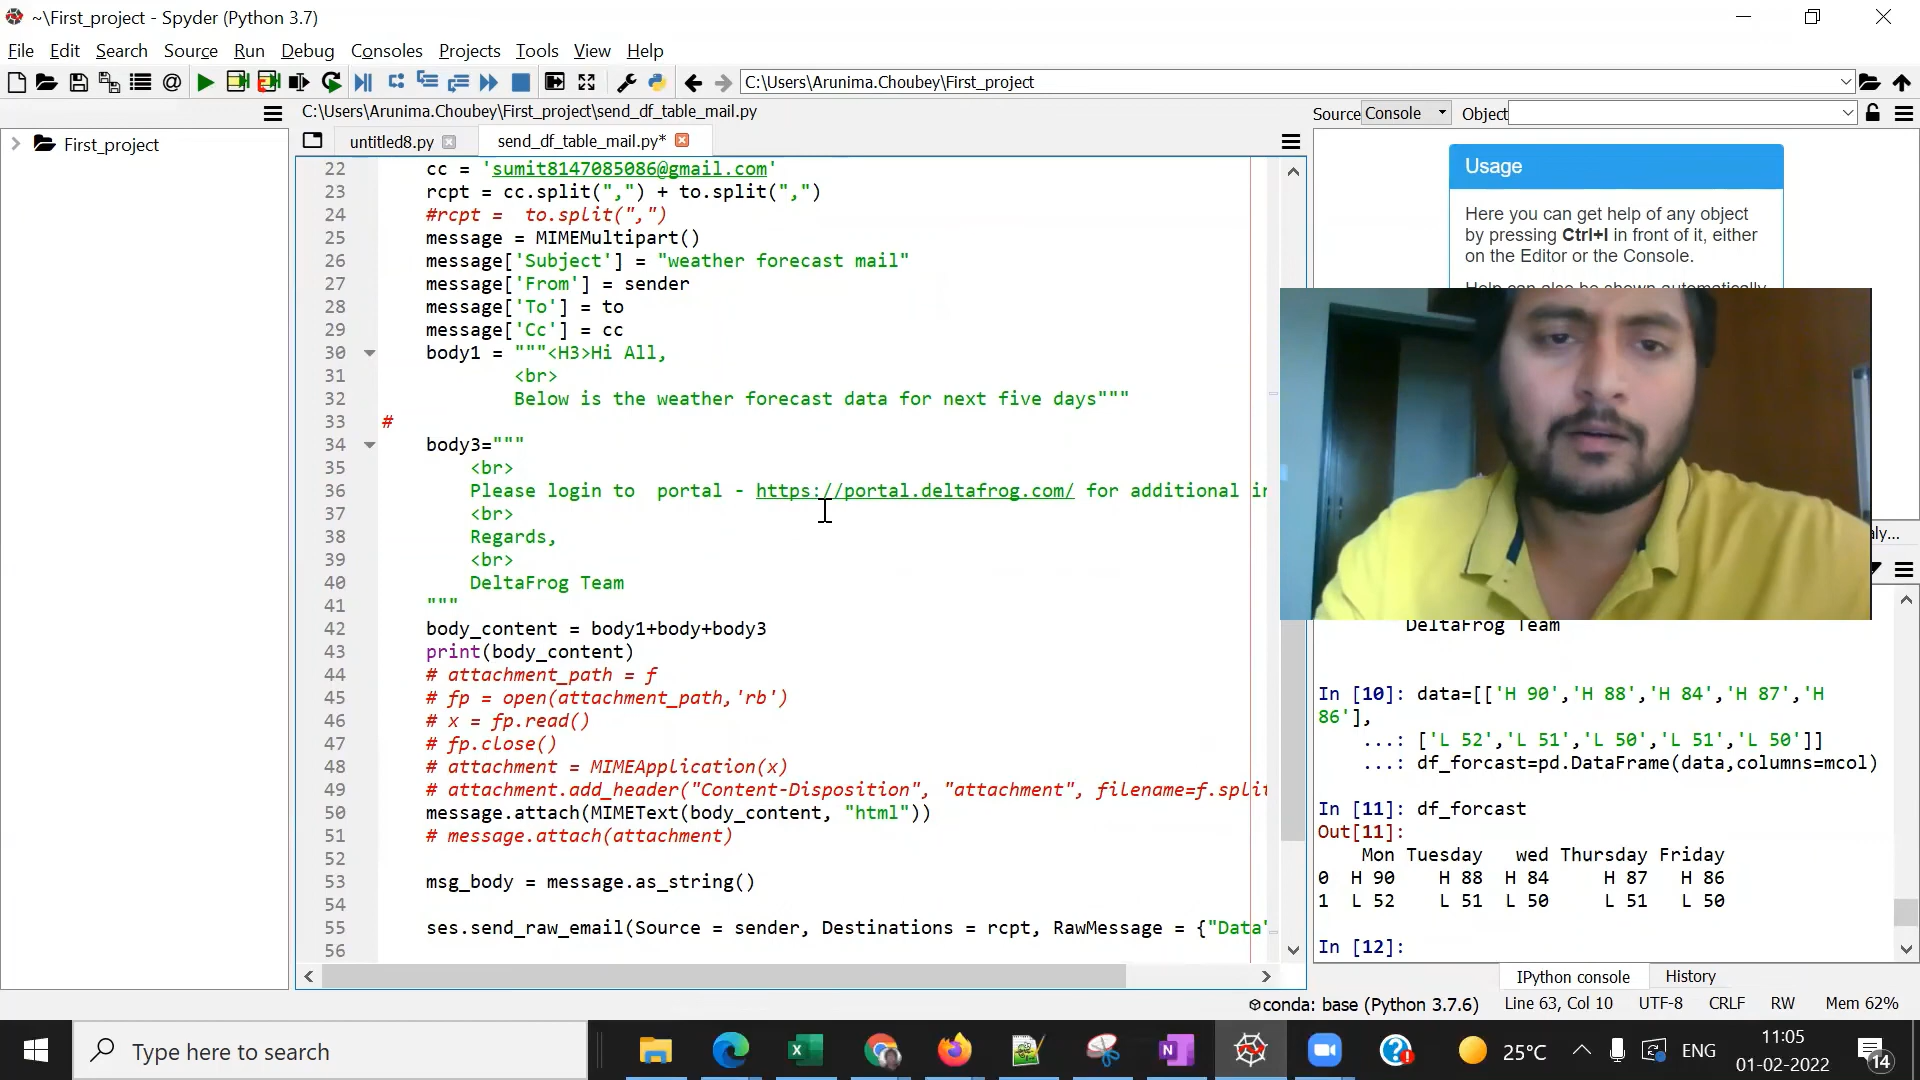 ~\First_project - Spyder (Python 3.7)
File Edit Search Source Run Debug Consoles Projects Tools View Help
C:\Users\Arunima.Choubey\First_project
C:\Users\Arunima.Choubey\First_project\send_df_table_mail.py
Source Console Object
First_project
untitled8.py send_df_table_mail.py*
22 cc = 'sumit8147085086@gmail.com'
23 rcpt = cc.split(",") + to.split(",")
24 #rcpt =  to.split(",")
25 message = MIMEMultipart()
26 message['Subject'] = "weather forecast mail"
27 message['From'] = sender
28 message['To'] = to
29 message['Cc'] = cc
30 body1 = """<H3>Hi All,
31 <br>
32 Below is the weather forecast data for next five days"""
33 #
34 body3="""
35 <br>
36 Please login to  portal - https://portal.deltafrog.com/ for additional
37 <br>
38 Regards,
39 <br>
40 DeltaFrog Team
41 """
42 body_content = body1+body+body3
43 print(body_content)
44 # attachment_path = f
45 # fp = open(attachment_path,'rb')
46 # x = fp.read()
47 # fp.close()
48 # attachment = MIMEApplication(x)
49 # attachment.add_header("Content-Disposition", "attachment", filename=f.split
50 message.attach(MIMEText(body_content, "html"))
51 # message.attach(attachment)
52
53 msg_body = message.as_string()
54
55 ses.send_raw_email(Source = sender, Destinations = rcpt, RawMessage = {"Data"
56
Usage
Here you can get help of any object
by pressing Ctrl+I in front of it, either
on the Editor or the Console.
Help can also be shown automatically
aly...
DeltaFrog Team
In [10]: data=[['H 90','H 88','H 84','H 87','H
86'],
...: ['L 52','L 51','L 50','L 51','L 50']]
...: df_forcast=pd.DataFrame(data,columns=mcol)
In [11]: df_forcast
Out[11]:
Mon Tuesday wed Thursday Friday
0 H 90 H 88 H 84 H 87 H 86
1 L 52 L 51 L 50 L 51 L 50
In [12]:
IPython console History
conda: base (Python 3.7.6) Line 63, Col 10 UTF-8 CRLF RW Mem 62%
Type here to search
25°C ENG 11:05
01-02-2022
14